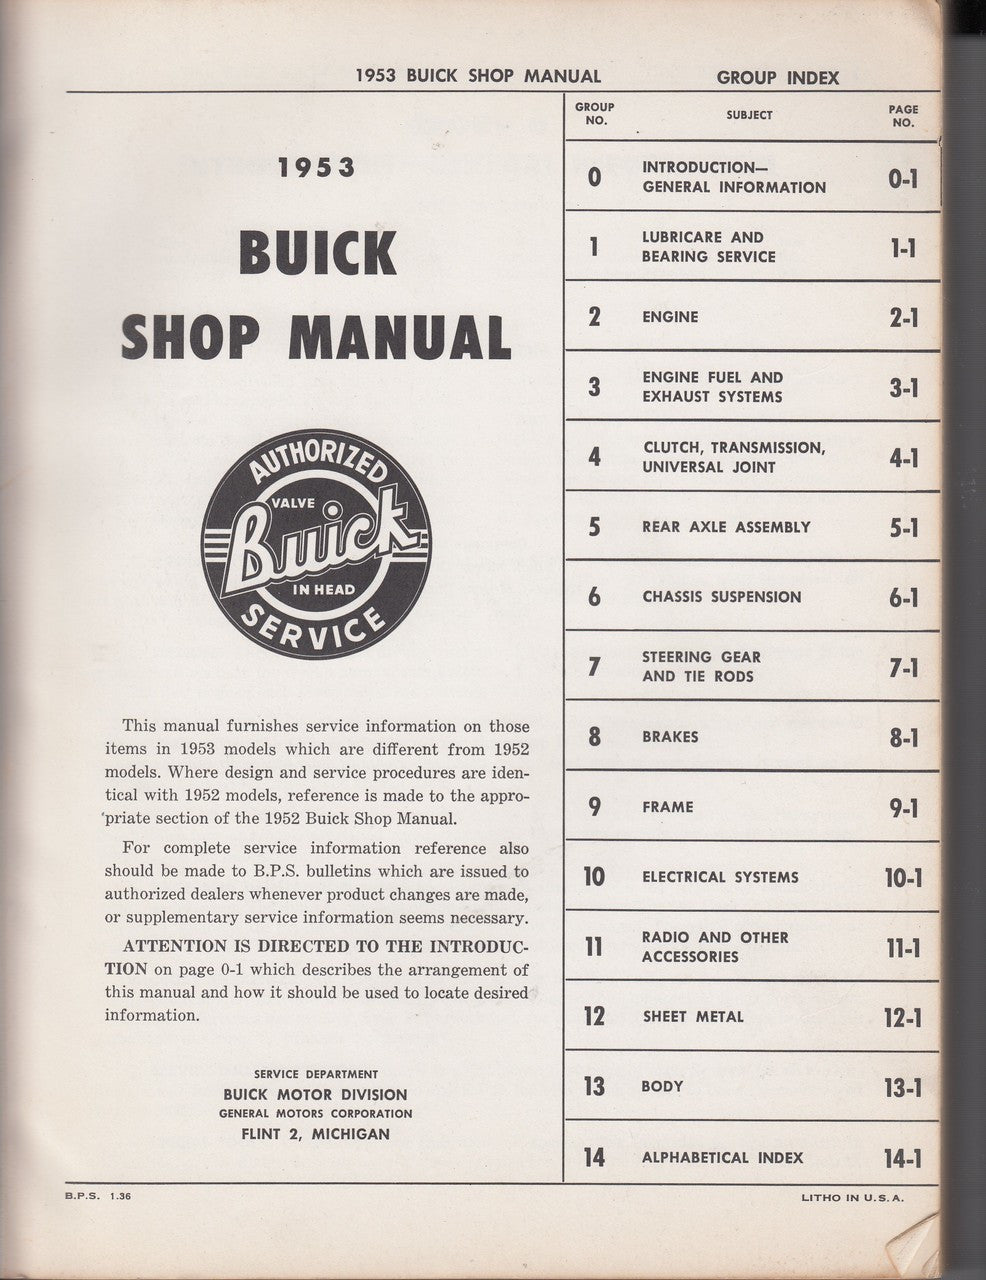 1953 BUICK SHOP MANUAL GROUP INDEX
1953
BUICK
SHOP MANUAL
AUTHORIZED
VALVE
Buick
IN HEAD
SERVICE
This manual furnishes service information on those
items in 1953 models which are different from 1952
models. Where design and service procedures are iden-
tical with 1952 models, reference is made to the appro-
priate section of the 1952 Buick Shop Manual.
For complete service information reference also
should be made to B.P.S. bulletins which are issued to
authorized dealers whenever product changes are made,
or supplementary service information seems necessary.
ATTENTION IS DIRECTED TO THE INTRODUC-
TION on page 0-1 which describes the arrangement of
this manual and how it should be used to locate desired
information.
SERVICE DEPARTMENT
BUICK MOTOR DIVISION
GENERAL MOTORS CORPORATION
FLINT 2, MICHIGAN
GROUP
NO.
SUBJECT
PAGE
NO.
0 INTRODUCTION—
GENERAL INFORMATION 0-1
1 LUBRICARE AND
BEARING SERVICE 1-1
2 ENGINE 2-1
3 ENGINE FUEL AND
EXHAUST SYSTEMS 3-1
4 CLUTCH, TRANSMISSION,
UNIVERSAL JOINT 4-1
5 REAR AXLE ASSEMBLY 5-1
6 CHASSIS SUSPENSION 6-1
7 STEERING GEAR
AND TIE RODS 7-1
8 BRAKES 8-1
9 FRAME 9-1
10 ELECTRICAL SYSTEMS 10-1
11 RADIO AND OTHER
ACCESSORIES 11-1
12 SHEET METAL 12-1
13 BODY 13-1
14 ALPHABETICAL INDEX 14-1
B.P.S. 1.36 LITHO IN U.S.A.